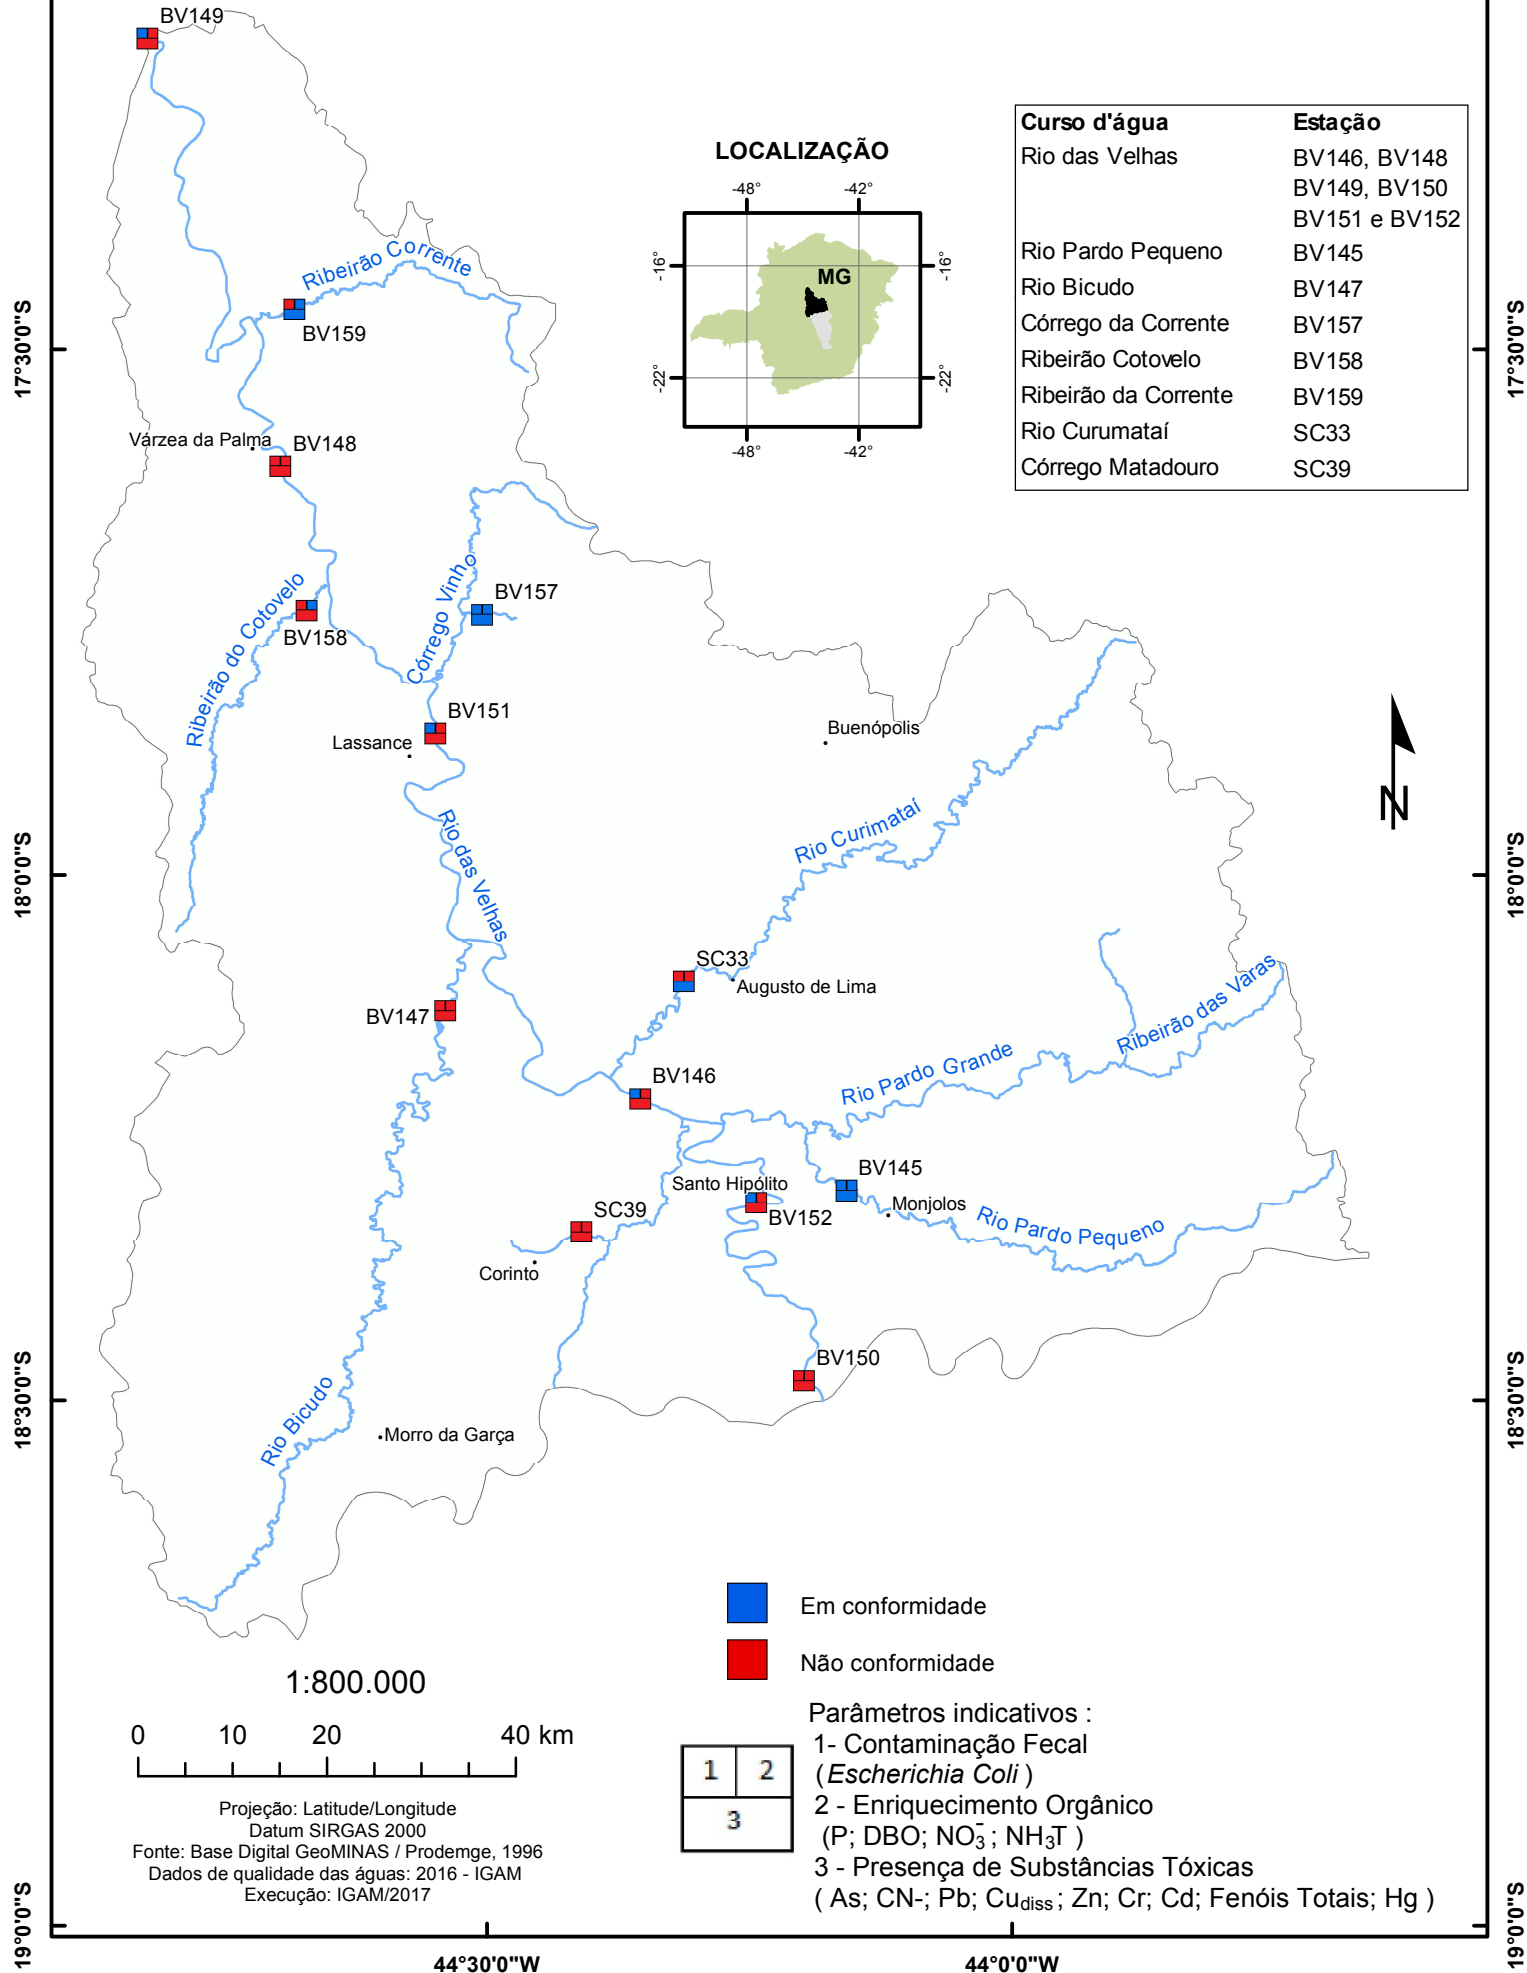 BV149
LOCALIZAÇÃO
-48°
-42°
-16°
-16°
MG
-22°
-22°
-48°
-42°
Curso d'água Estação
Rio das Velhas BV146, BV148
BV149, BV150
BV151 e BV152
Rio Pardo Pequeno BV145
Rio Bicudo BV147
Córrego da Corrente BV157
Ribeirão Cotovelo BV158
Ribeirão da Corrente BV159
Rio Curumataí SC33
Córrego Matadouro SC39
Ribeirão Corrente
BV159
17°30'0"S
17°30'0"S
Várzea da Palma
BV148
Córrego Vinho
BV157
Ribeirão do Cotovelo
BV158
BV151
Lassance
Buenópolis
N
Rio das Velhas
Rio Curimataí
18°0'0"S
18°0'0"S
SC33
Augusto de Lima
Ribeirão das Varas
BV147
Rio Pardo Grande
BV146
BV145
Santo Hipólito
Monjolos
BV152
SC39
Rio Pardo Pequeno
Corinto
BV150
18°30'0"S
18°30'0"S
Rio Bicudo
Morro da Garça
Em conformidade
Não conformidade
1:800.000
0 10 20 40 km
Projeção: Latitude/Longitude
Datum SIRGAS 2000
Fonte: Base Digital GeoMINAS / Prodemge, 1996
Dados de qualidade das águas: 2016 - IGAM
Execução: IGAM/2017
1 2
3
Parâmetros indicativos :
1- Contaminação Fecal
(Escherichia Coli )
2 - Enriquecimento Orgânico
(P; DBO; NO₃⁻; NH₃T )
3 - Presença de Substâncias Tóxicas
( As; CN-; Pb; Cu diss ; Zn; Cr; Cd; Fenóis Totais; Hg )
19°0'0"S
19°0'0"S
44°30'0"W
44°0'0"W